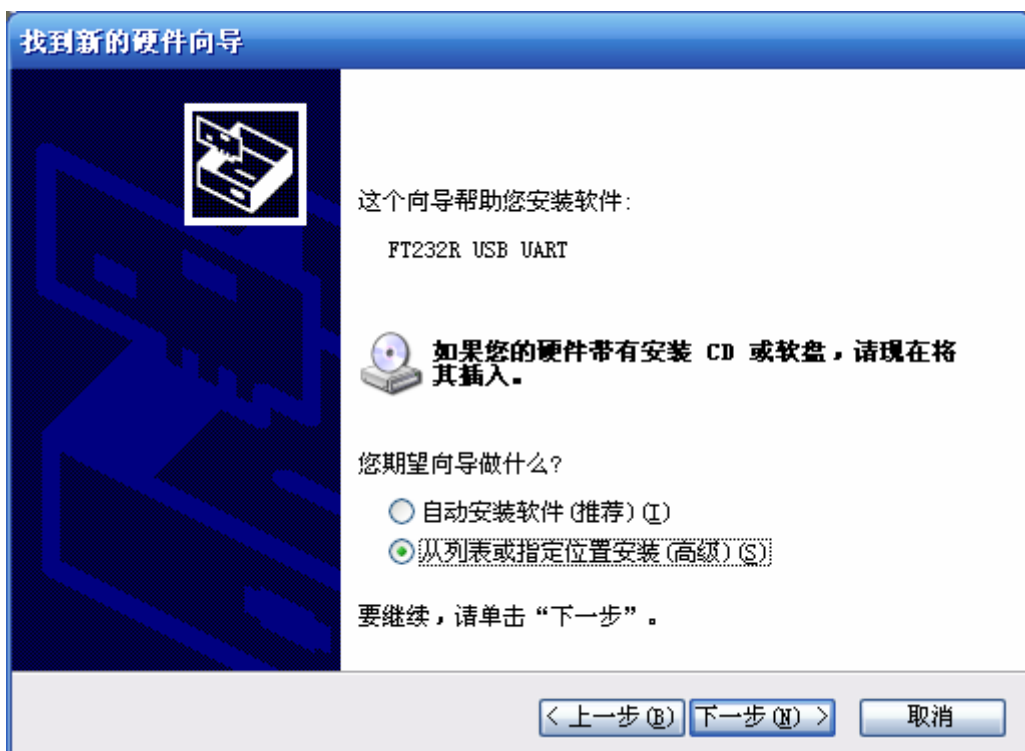 找到新的硬件向导
这个向导帮助您安装软件:
FT232R USB UART
如果您的硬件带有安装 CD 或软盘，请现在将
其插入。
您期望向导做什么?
自动安装软件(推荐)(I)
从列表或指定位置安装(高级)(S)
要继续，请单击“下一步”。
< 上一步(B) 下一步(N) > 取消